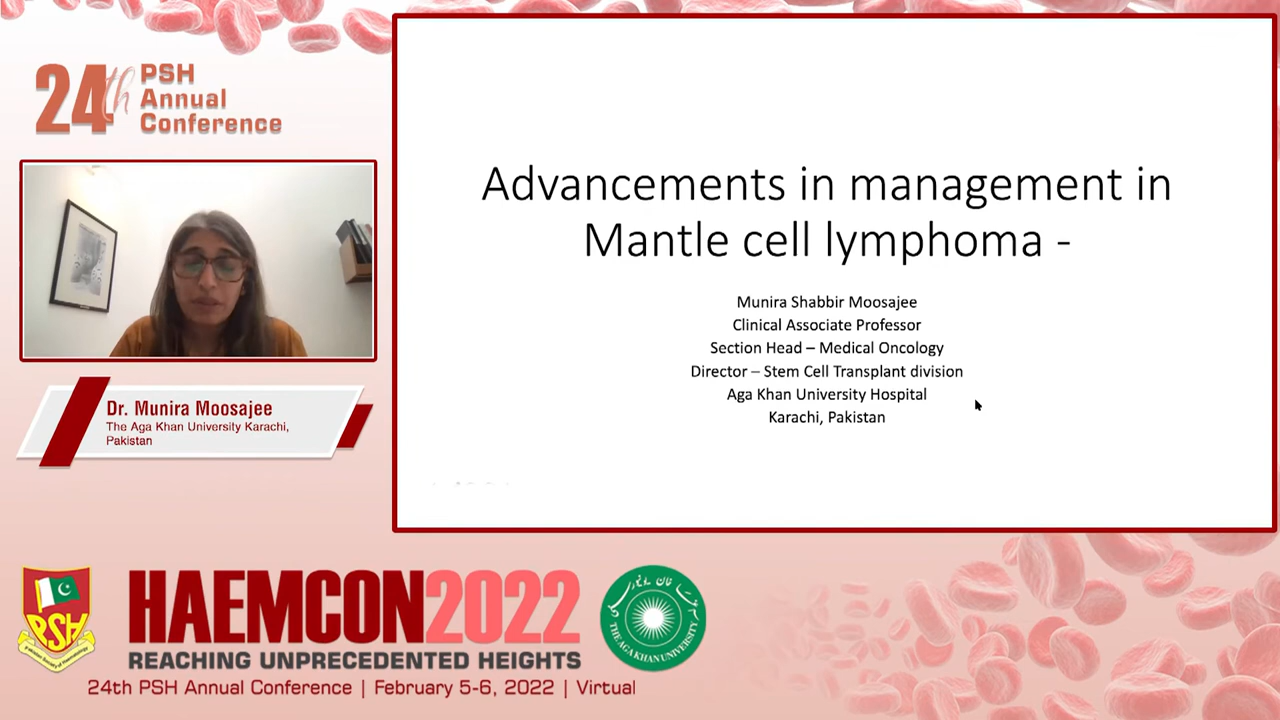 24th
PSH
Annual
Conference
Dr. Munira Moosajee
The Aga Khan University Karachi,
Pakistan
Advancements in management in
Mantle cell lymphoma -
Munira Shabbir Moosajee
Clinical Associate Professor
Section Head – Medical Oncology
Director – Stem Cell Transplant division
Aga Khan University Hospital
Karachi, Pakistan
PSH
HAEMCON2022
REACHING UNPRECEDENTED HEIGHTS
24th PSH Annual Conference | February 5-6, 2022 | Virtual
THE AGA KHAN UNIVERSITY